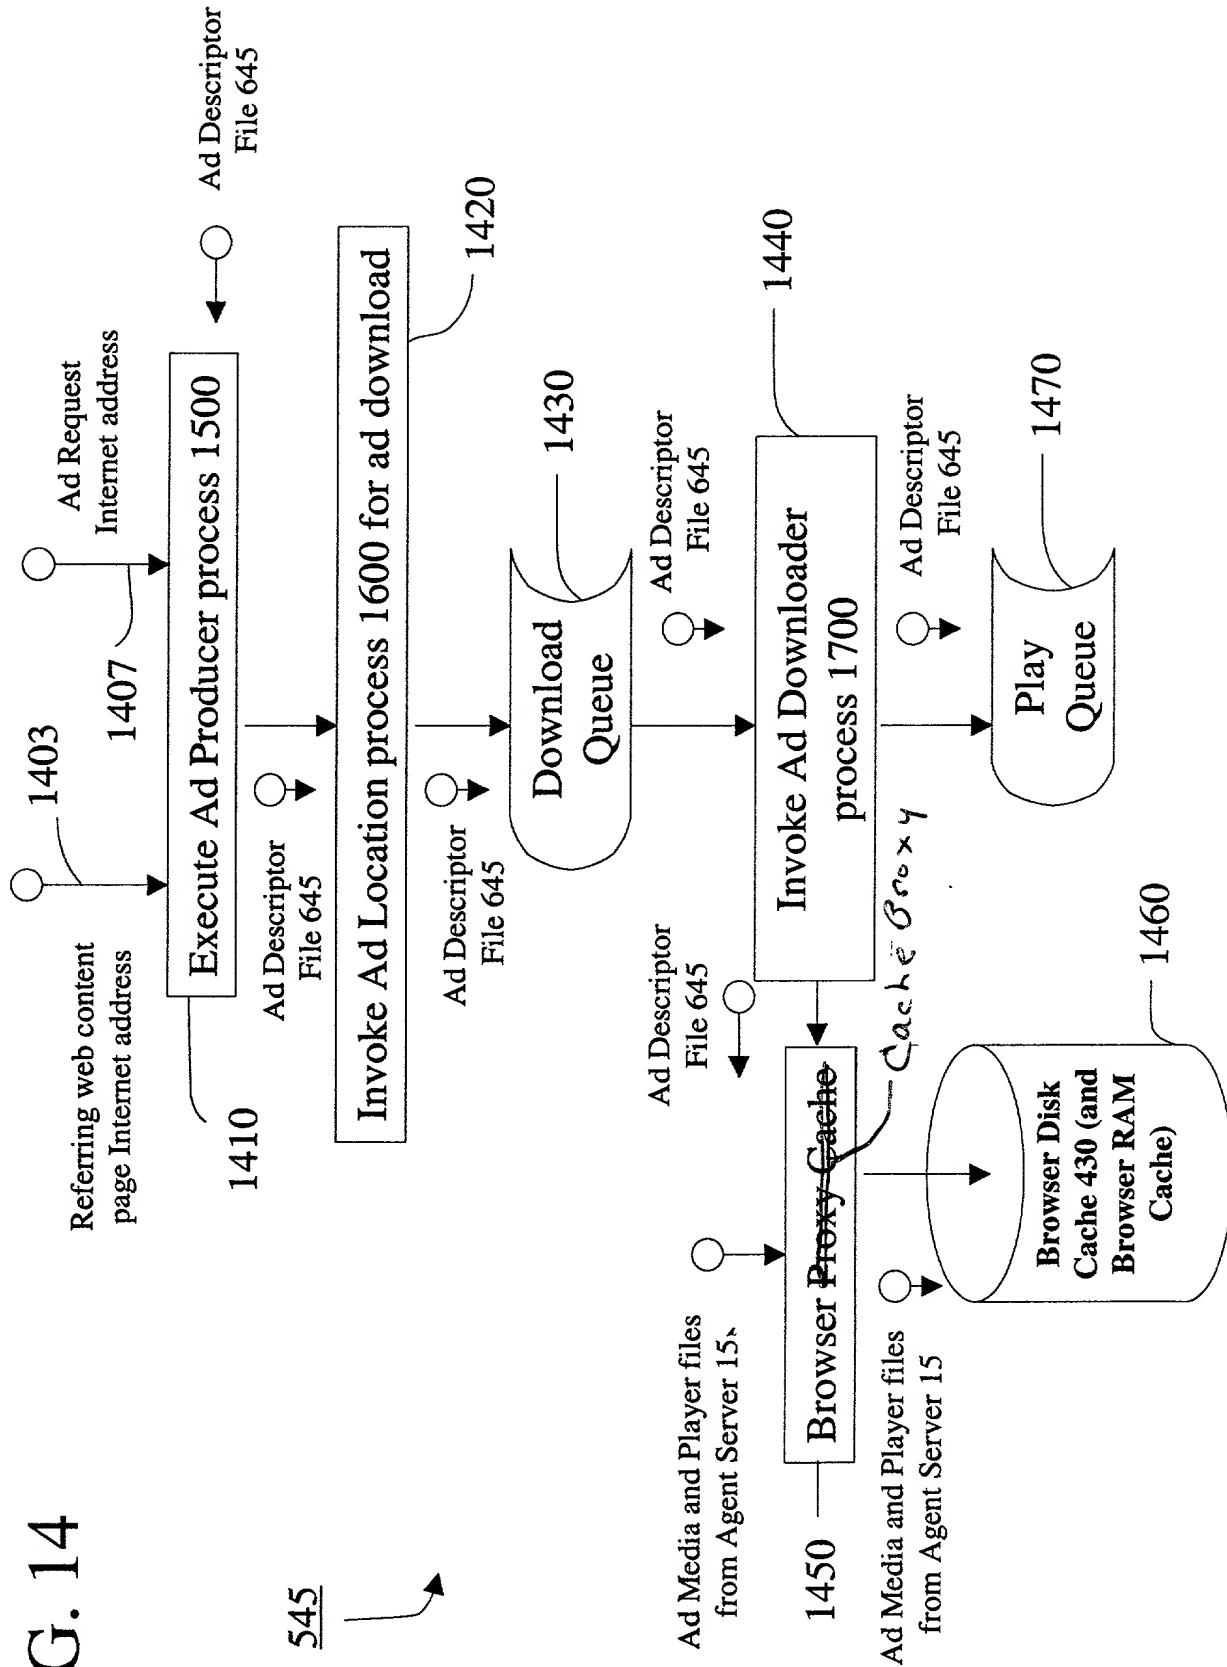 G. 14
545
Referring web content
page Internet address
1403
Ad Request
Internet address
1407
Ad Descriptor
File 645
1410
Execute Ad Producer process 1500
Ad Descriptor
File 645
Invoke Ad Location process 1600 for ad download
1420
Ad Descriptor
File 645
Download
Queue
1430
Ad Descriptor
File 645
Ad Descriptor
File 645
Invoke Ad Downloader
process 1700
1440
Ad Media and Player files
from Agent Server 15
Browser Proxy Cache
Cache Proxy
1450
Ad Descriptor
File 645
Play
Queue
1470
Ad Media and Player files
from Agent Server 15
Browser Disk
Cache 430 (and
Browser RAM
Cache)
1460